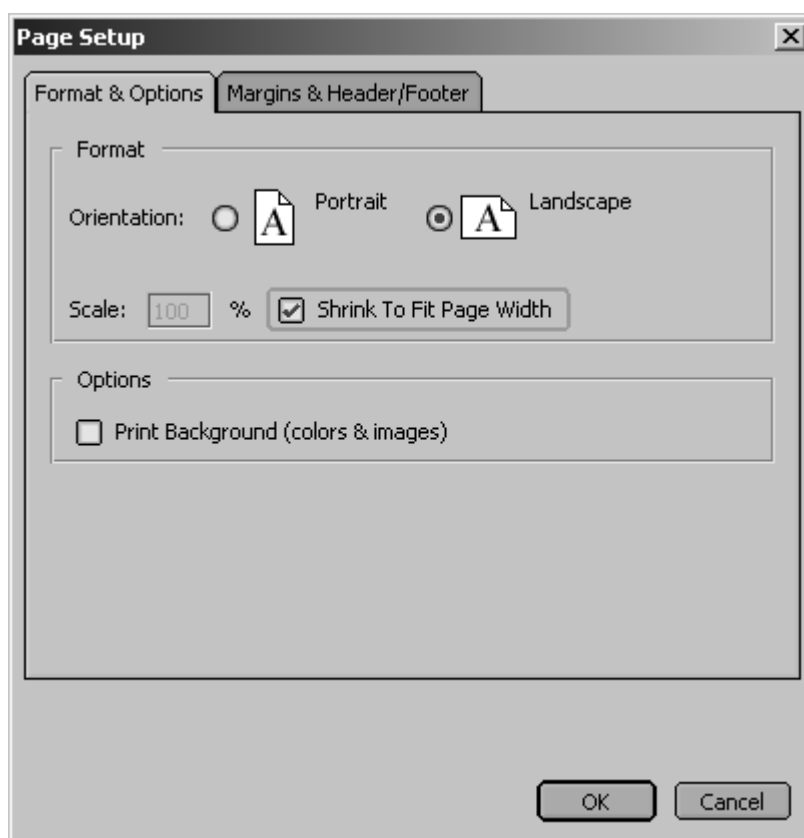 Page Setup
Format & Options
Margins & Header/Footer
Format
Orientation:
A
Portrait
A
Landscape
Scale: 100 % Shrink To Fit Page Width
Options
Print Background (colors & images)
OK Cancel